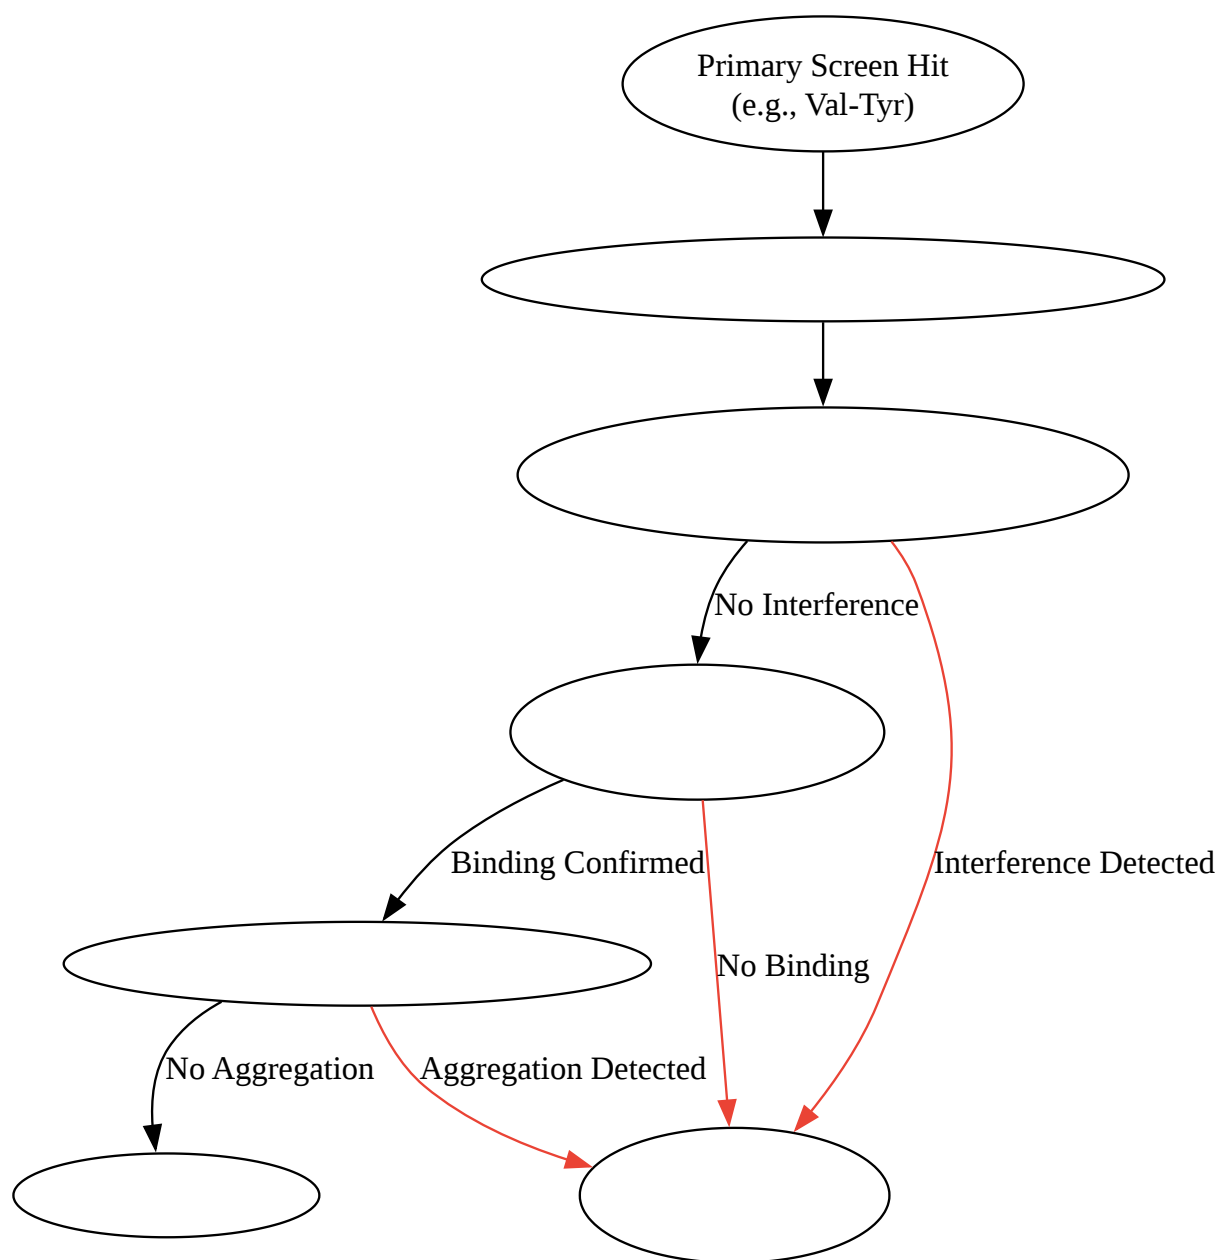 Primary Screen Hit
(e.g., Val-Tyr)
No Interference
Binding Confirmed
Interference Detected
No Binding
No Aggregation
Aggregation Detected